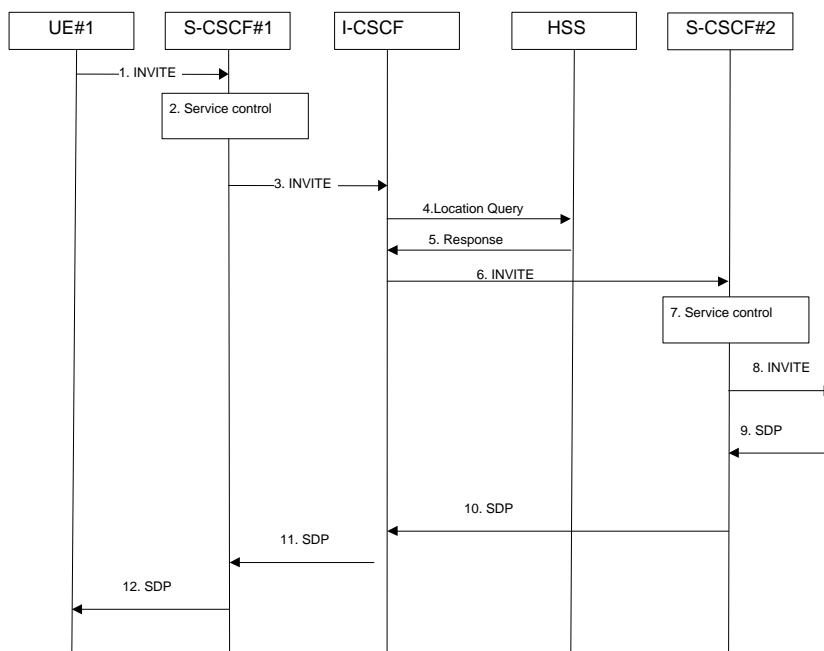 UE#1
S-CSCF#1
I-CSCF
HSS
S-CSCF#2
1. INVITE
2. Service control
3. INVITE
4.Location Query
5. Response
6. INVITE
7. Service control
8. INVITE
9. SDP
10. SDP
11. SDP
12. SDP